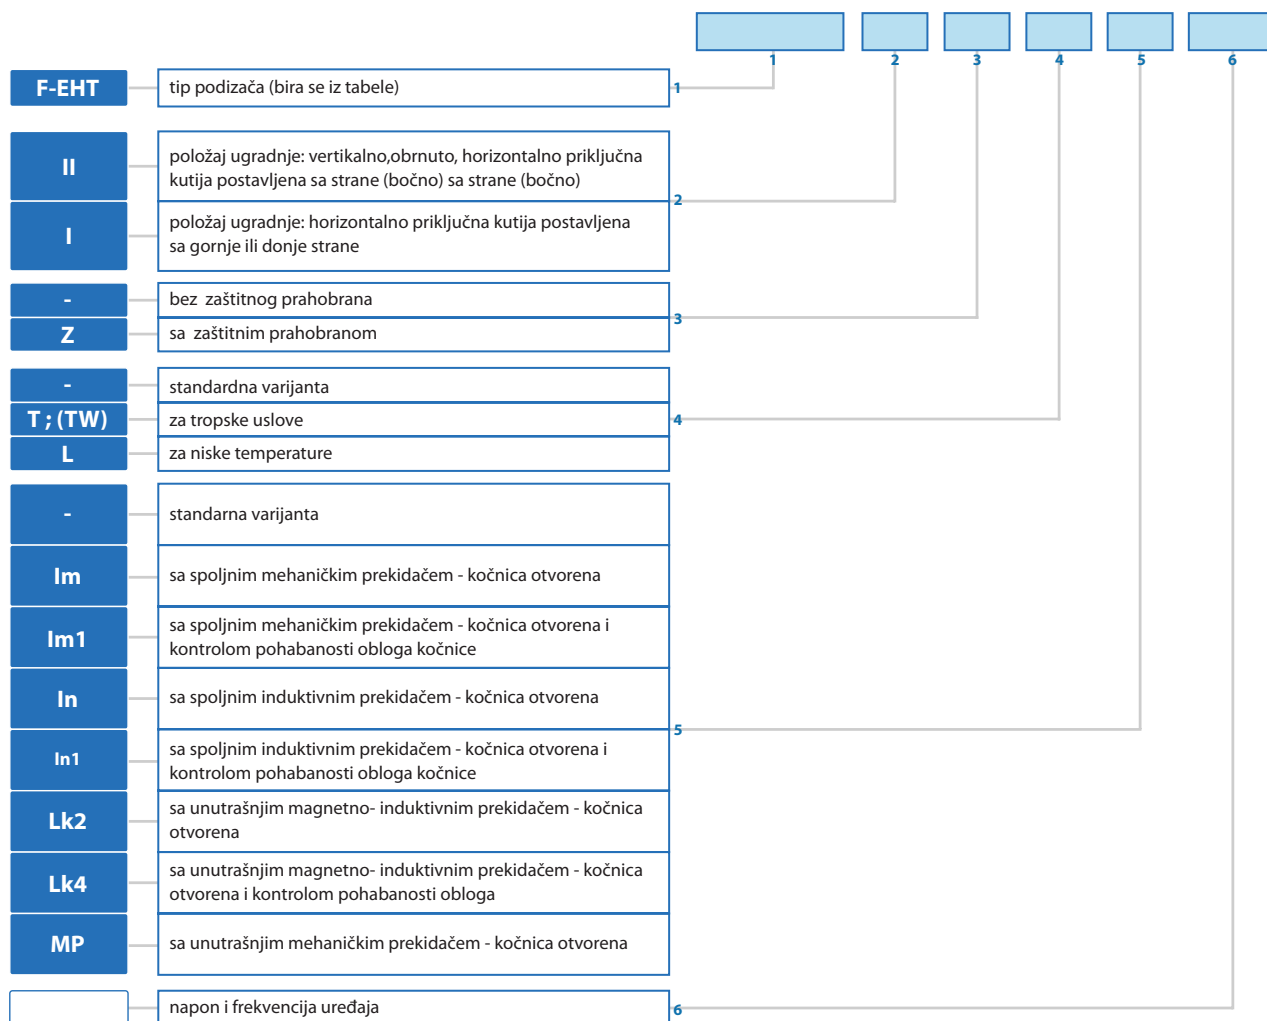 1 2 3 4 5 6
F-EHT tip podizača (bira se iz tabele) 1
II položaj ugradnje: vertikalno,obrnuto, horizontalno priključna
kutija postavljena sa strane (bočno) sa strane (bočno)
2
I položaj ugradnje: horizontalno priključna kutija postavljena
sa gornje ili donje strane
- bez zaštitnog prahobrana
3
Z sa zaštitnim prahobranom
- standardna varijanta
T ; (TW) za tropske uslove 4
L za niske temperature
- standarna varijanta
Im sa spoljnim mehaničkim prekidačem - kočnica otvorena
Im1 sa spoljnim mehaničkim prekidačem - kočnica otvorena i
kontrolom pohabanosti obloga kočnice
In sa spoljnim induktivnim prekidačem - kočnica otvorena
5
In1 sa spoljnim induktivnim prekidačem - kočnica otvorena i
kontrolom pohabanosti obloga kočnice
Lk2 sa unutrašnjim magnetno- induktivnim prekidačem - kočnica
otvorena
Lk4 sa unutrašnjim magnetno- induktivnim prekidačem - kočnica
otvorena i kontrolom pohabanosti obloga
MP sa unutrašnjim mehaničkim prekidačem - kočnica otvorena
napon i frekvencija uređaja 6